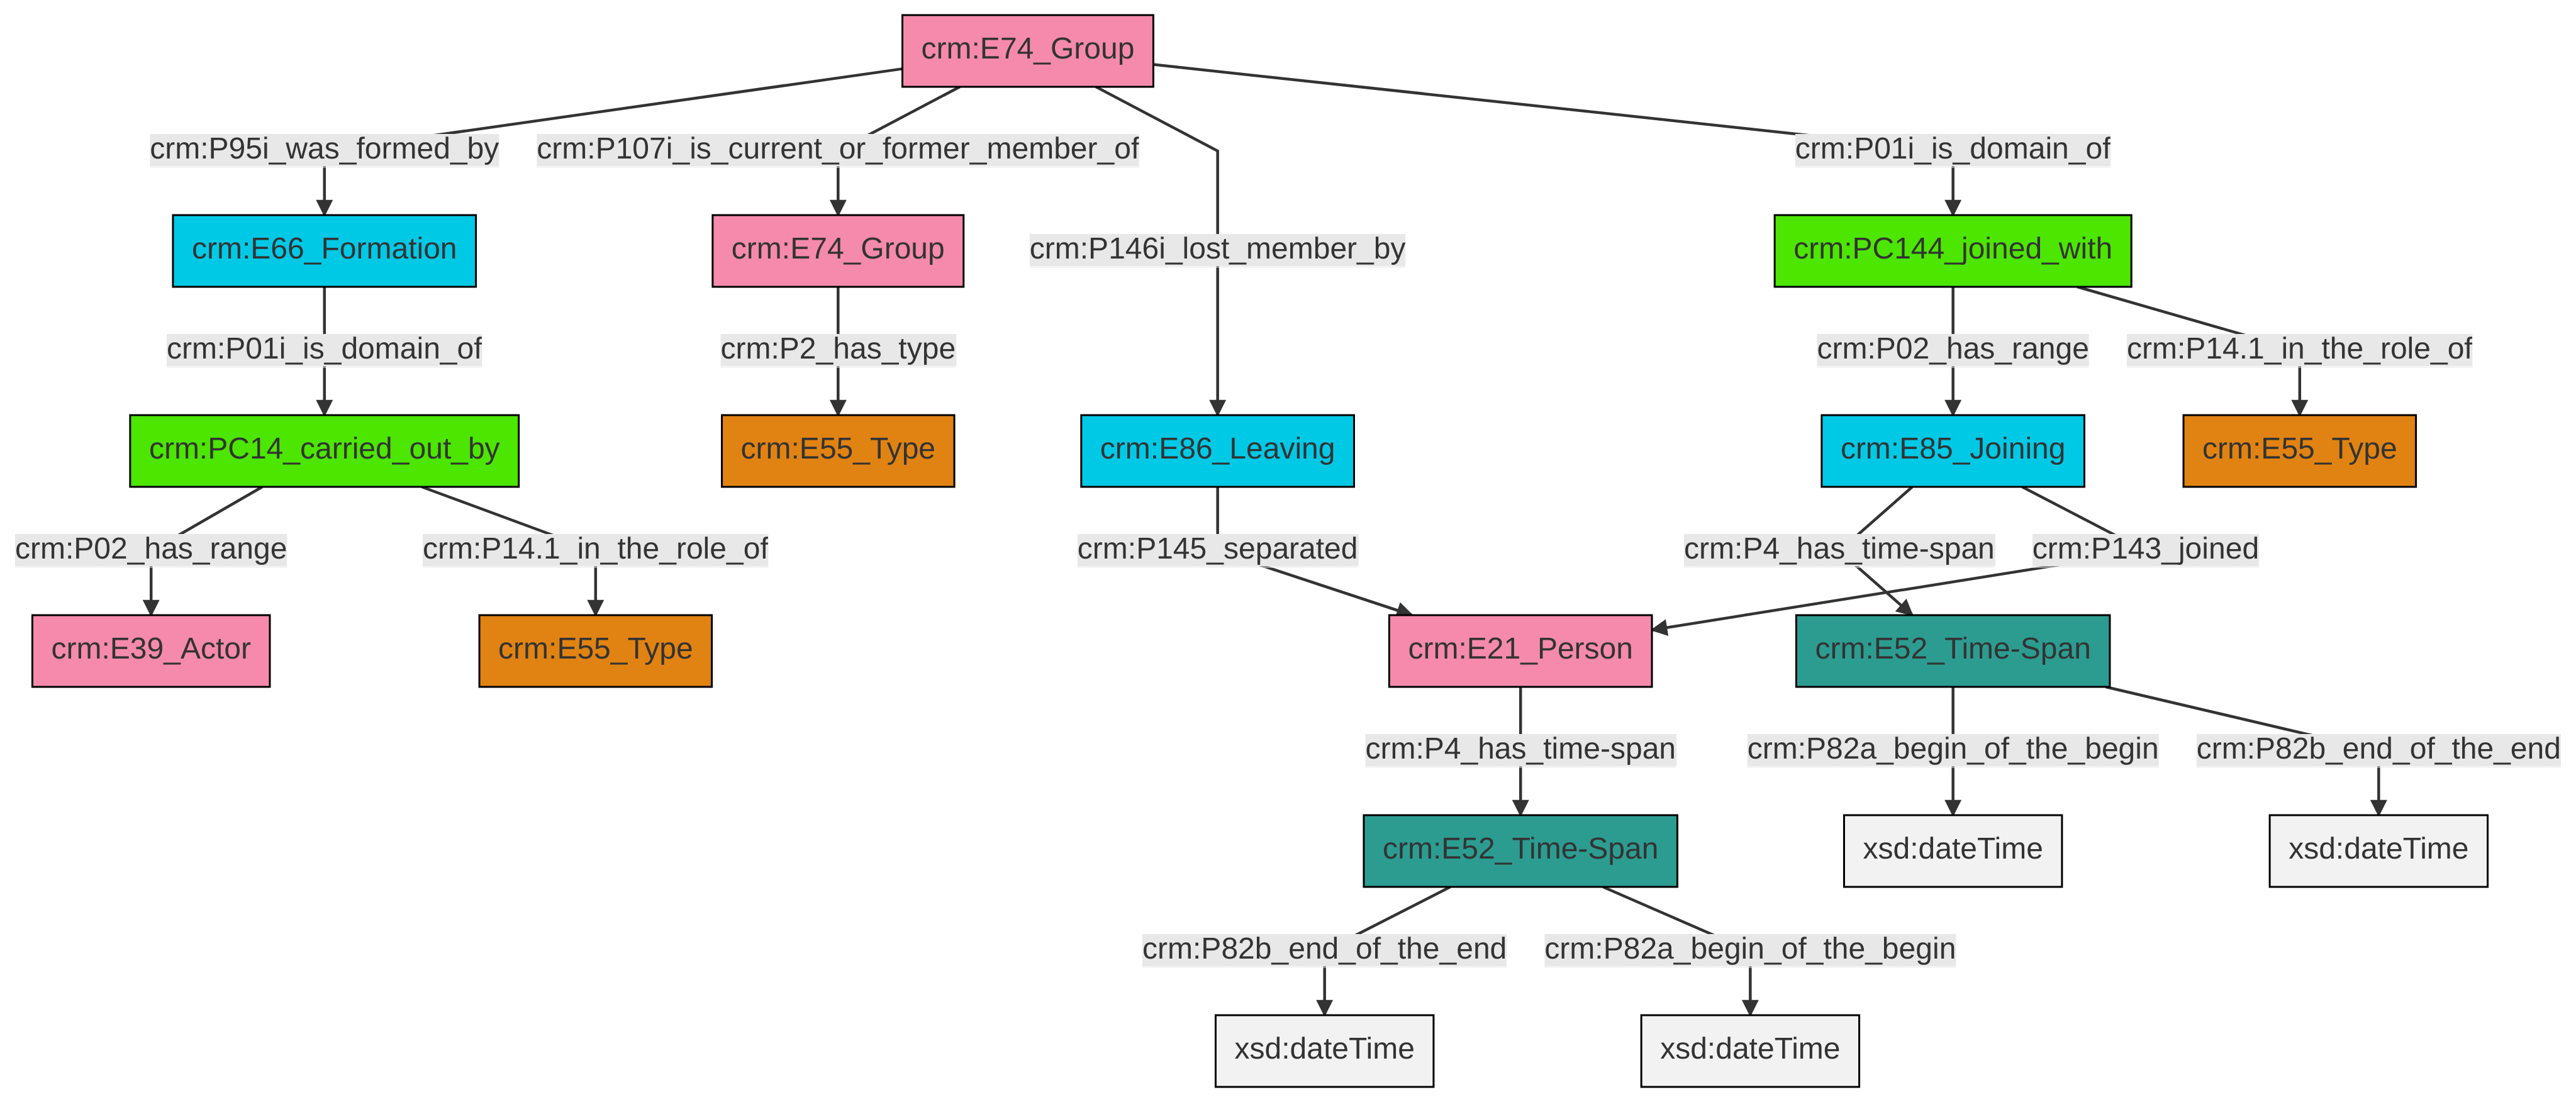 crm:E74_Group
crm:P95i_was_formed_by
crm:P107i_is_current_or_former_member_of
crm:P01i_is_domain_of
crm:E66_Formation
crm:E74_Group
crm:P146i_lost_member_by
crm:PC144_joined_with
crm:P01i_is_domain_of
crm:P2_has_type
crm:P02_has_range
crm:P14.1_in_the_role_of
crm:PC14_carried_out_by
crm:E55_Type
crm:E86_Leaving
crm:E85_Joining
crm:E55_Type
crm:P02_has_range
crm:P14.1_in_the_role_of
crm:P145_separated
crm:P4_has_time-span
crm:P143_joined
crm:E39_Actor
crm:E55_Type
crm:E21_Person
crm:E52_Time-Span
crm:P4_has_time-span
crm:P82a_begin_of_the_begin
crm:P82b_end_of_the_end
crm:E52_Time-Span
xsd:dateTime
xsd:dateTime
crm:P82b_end_of_the_end
crm:P82a_begin_of_the_begin
xsd:dateTime
xsd:dateTime